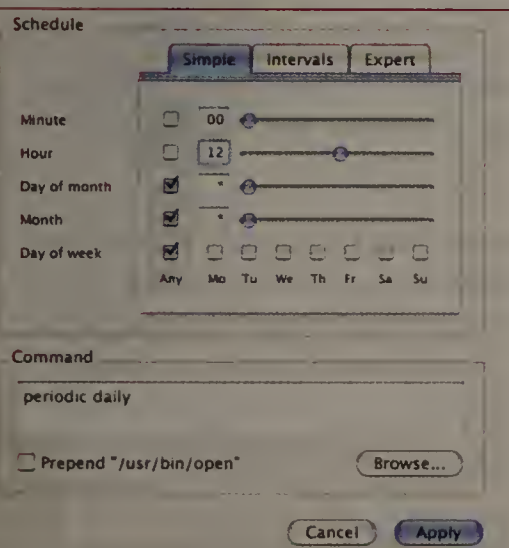 Schedule
Simple Intervals Expert
Minute 00
Hour 12
Day of month *
Month *
Day of week
Any Mo Tu We Th Fr Sa Su
Command
periodic daily
Prepend "/usr/bin/open" Browse...
Cancel Apply